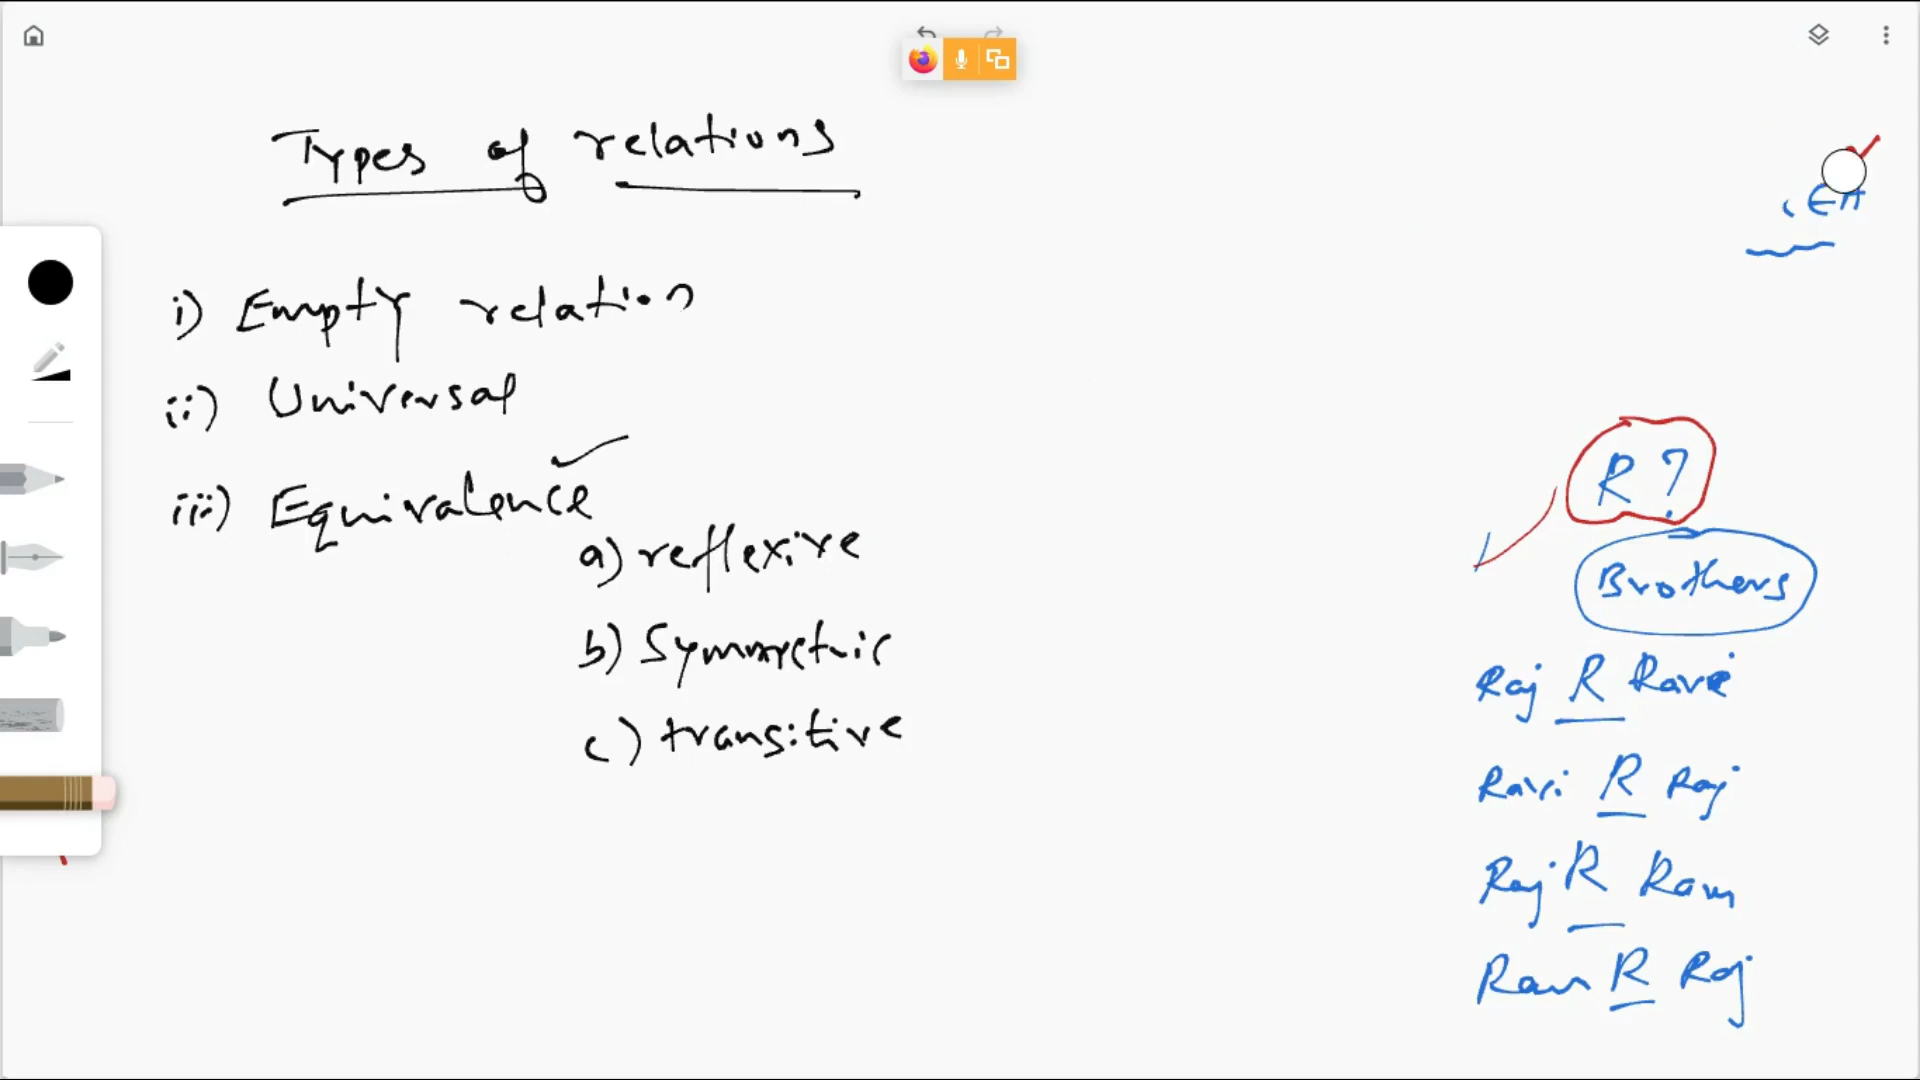 Types of relations
i) Empty relation
ii) Universal
iii) Equivalence
a) reflexive
b) Symmetric
c) transitive
∈A
R ?
Brothers
Raj R Ravi
Ravi R Raj
Raj R Ram
Ram R Raj